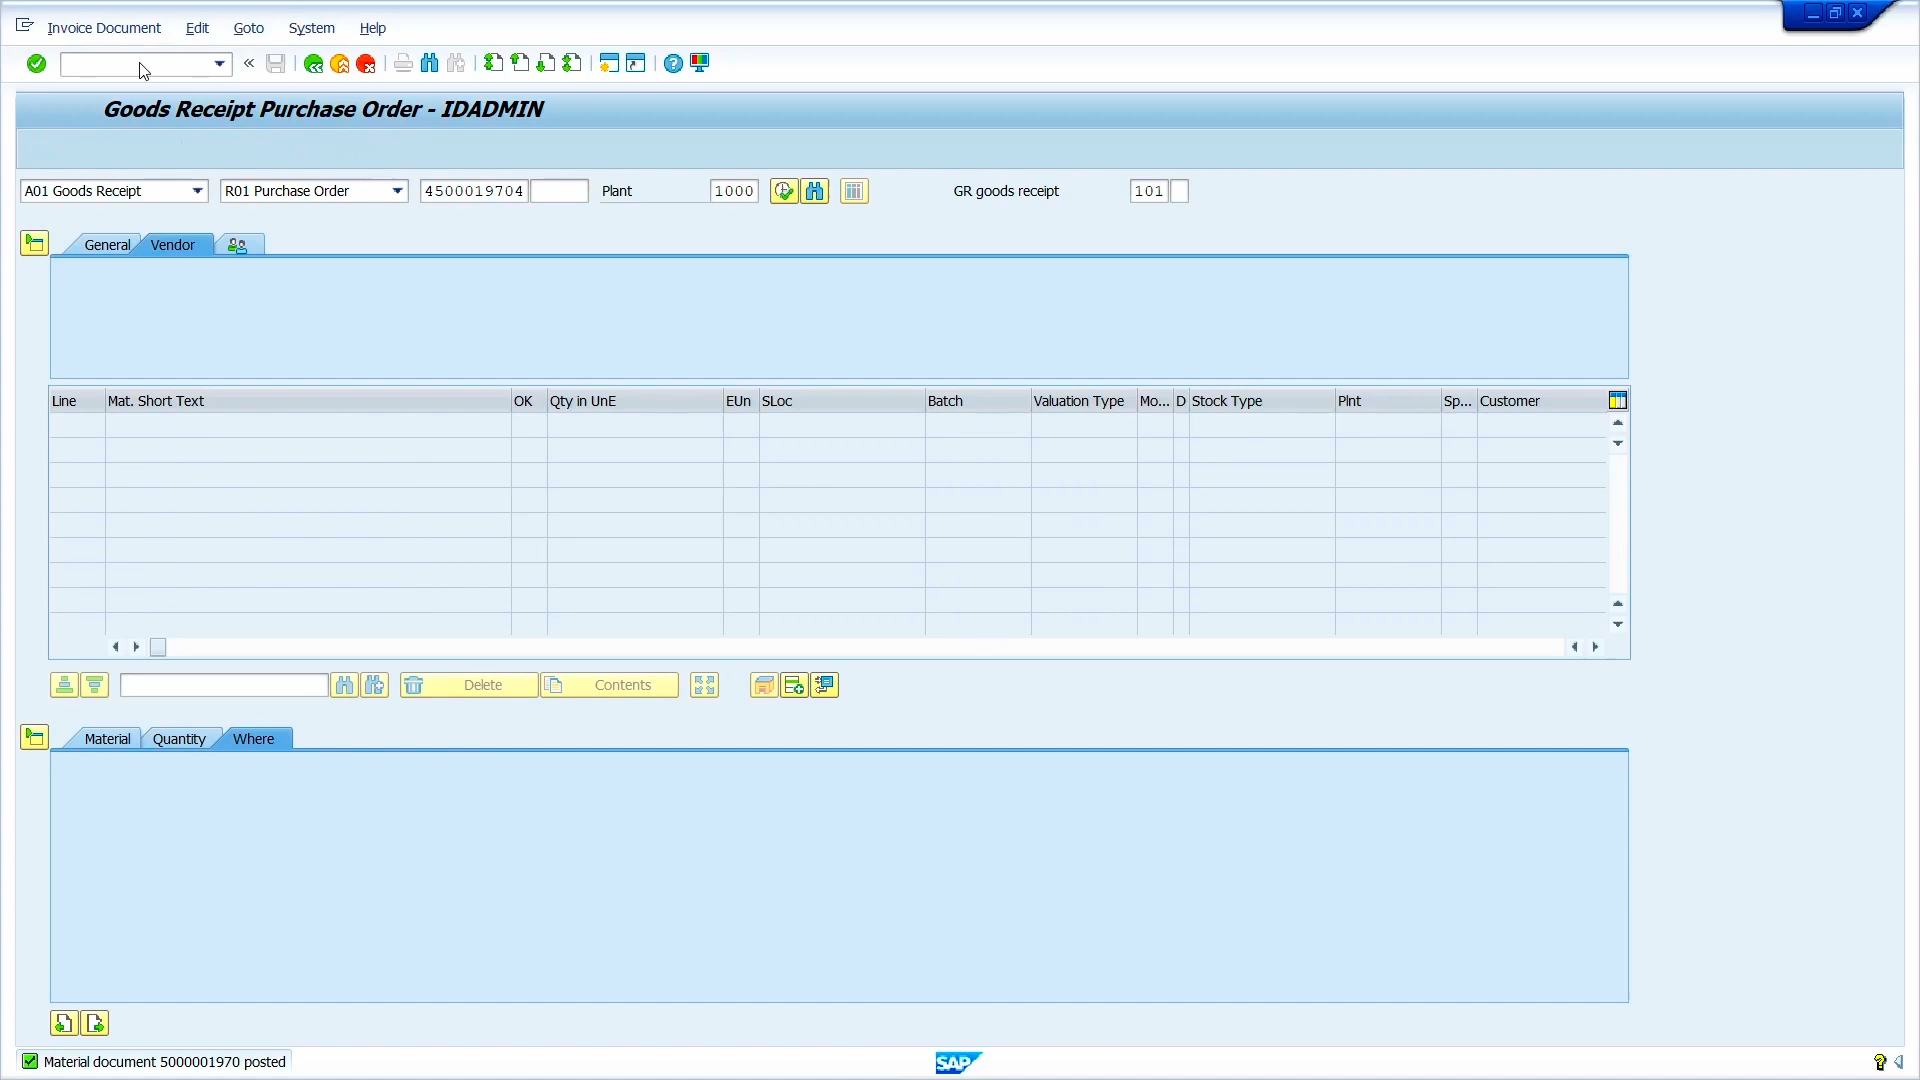 Invoice Document Edit Goto System Help
«
Goods Receipt Purchase Order - IDADMIN
A01 Goods Receipt R01 Purchase Order 4500019704 Plant 1000 GR goods receipt 101
General Vendor
Line Mat. Short Text OK Qty in UnE EUn SLoc Batch Valuation Type Mo... D Stock Type Plnt Sp... Customer
Delete Contents
Material Quantity Where
Material document 5000001970 posted SAP